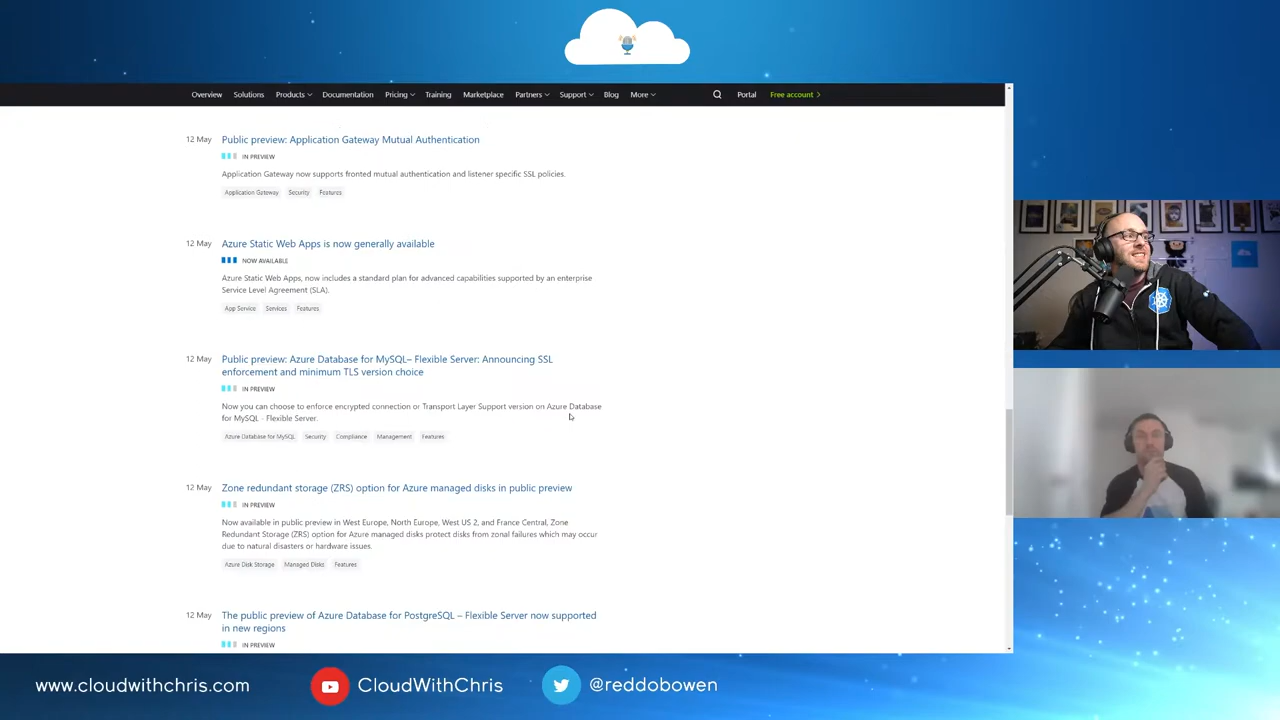 Overview Solutions Products Documentation Pricing Training Marketplace Partners Support Blog More Portal Free account
12 May Public preview: Application Gateway Mutual Authentication
IN PREVIEW
Application Gateway now supports fronted mutual authentication and listener specific SSL policies.
Application Gateway Security Features
12 May Azure Static Web Apps is now generally available
NOW AVAILABLE
Azure Static Web Apps, now includes a standard plan for advanced capabilities supported by an enterprise
Service Level Agreement (SLA).
App Service Services Features
12 May Public preview: Azure Database for MySQL– Flexible Server: Announcing SSL
enforcement and minimum TLS version choice
IN PREVIEW
Now you can choose to enforce encrypted connection or Transport Layer Support version on Azure Database
for MySQL - Flexible Server.
Azure Database for MySQL Security Compliance Management Features
12 May Zone redundant storage (ZRS) option for Azure managed disks in public preview
IN PREVIEW
Now available in public preview in West Europe, North Europe, West US 2, and France Central, Zone
Redundant Storage (ZRS) option for Azure managed disks protect disks from zonal failures which may occur
due to natural disasters or hardware issues.
Azure Disk Storage Managed Disks Features
12 May The public preview of Azure Database for PostgreSQL – Flexible Server now supported
in new regions
IN PREVIEW
www.cloudwithchris.com CloudWithChris @reddobowen